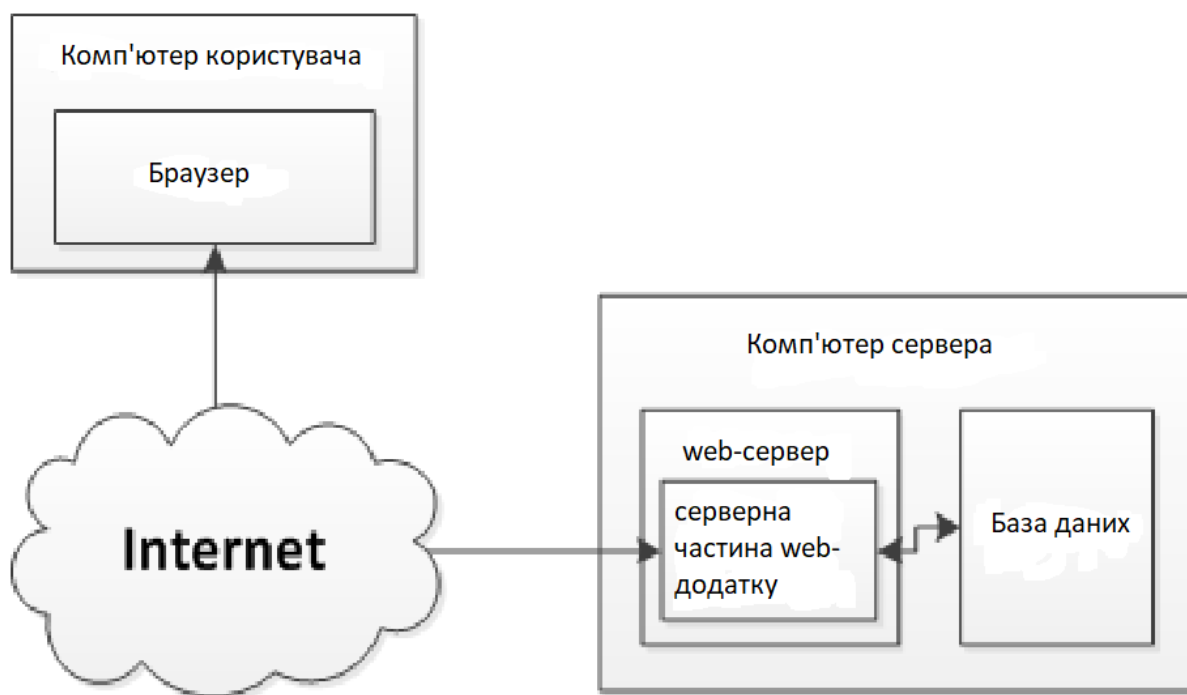 Комп'ютер користувача
Браузер
Internet
Комп'ютер сервера
web-сервер
серверна
частина web-
додатку
База даних